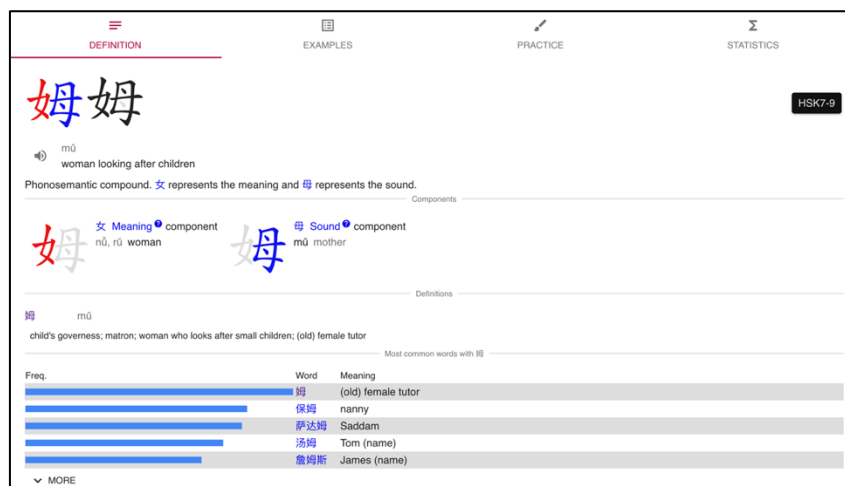 DEFINITION EXAMPLES PRACTICE STATISTICS
姆 姆
HSK7-9
mǔ
woman looking after children
Phonosemantic compound. 女 represents the meaning and 母 represents the sound.
Components
姆 女 Meaning ? component 姆 母 Sound ? component
nǚ, rǔ woman mǔ mother
Definitions
姆 mǔ
child's governess; matron; woman who looks after small children; (old) female tutor
Most common words with 姆
Freq. Word Meaning
姆 (old) female tutor
保姆 nanny
萨达姆 Saddam
汤姆 Tom (name)
詹姆斯 James (name)
MORE